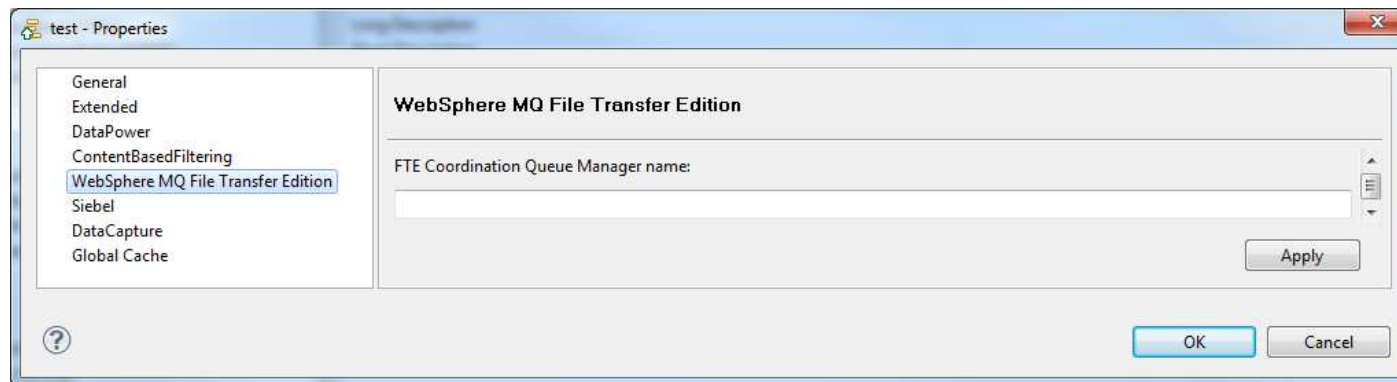 test - Properties
General
Extended
DataPower
ContentBasedFiltering
WebSphere MQ File Transfer Edition
Siebel
DataCapture
Global Cache
WebSphere MQ File Transfer Edition
FTE Coordination Queue Manager name:
Apply
OK
Cancel